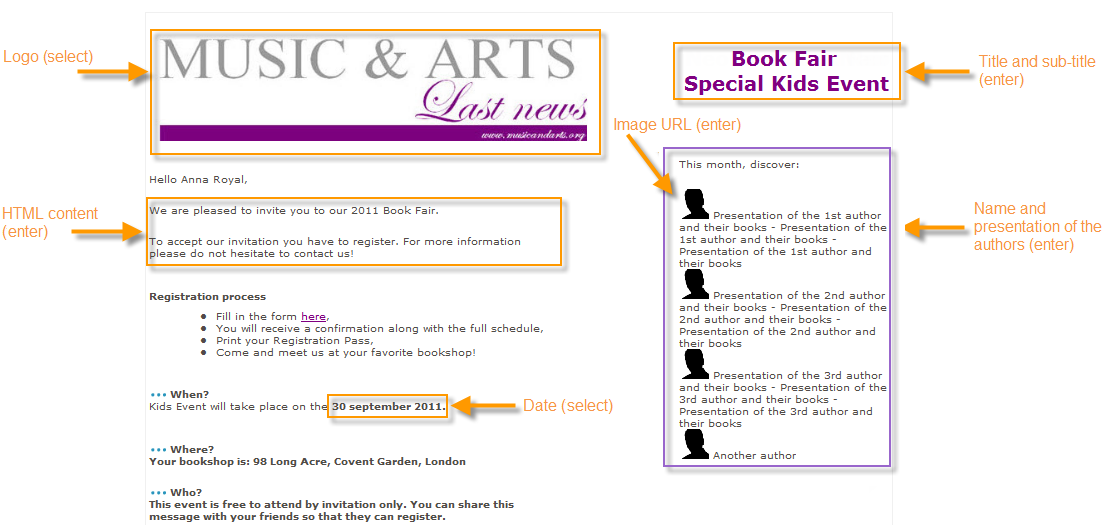 Logo (select)
MUSIC & ARTS
Last news
www.musicandarts.org
Book Fair
Special Kids Event
Title and sub-title
(enter)
Image URL (enter)
Hello Anna Royal,
HTML content
(enter)
We are pleased to invite you to our 2011 Book Fair.
To accept our invitation you have to register. For more information
please do not hesitate to contact us!
Registration process
Fill in the form here,
You will receive a confirmation along with the full schedule,
Print your Registration Pass,
Come and meet us at your favorite bookshop!
When?
Kids Event will take place on the 30 september 2011.
Date (select)
Where?
Your bookshop is: 98 Long Acre, Covent Garden, London
Who?
This event is free to attend by invitation only. You can share
message with your friends so that they can register.
This month, discover:
Presentation of the 1st author
and their books - Presentation of the
1st author and their books -
Presentation of the 1st author and
their books
Presentation of the 2nd author
and their books - Presentation of the
2nd author and their books -
Presentation of the 2nd author and
their books
Presentation of the 3rd author
and their books - Presentation of the
3rd author and their books -
Presentation of the 3rd author and
their books
Another author
Name and
presentation of the
authors (enter)